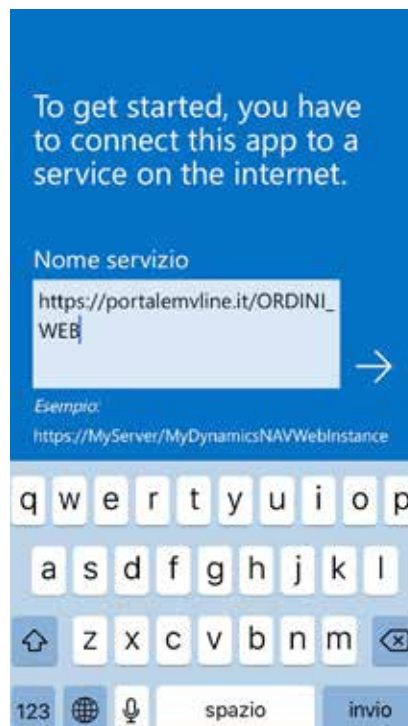 To get started, you have
to connect this app to a
service on the internet.
Nome servizio
https://portalemvline.it/ORDINI_
WEB
Esempio:
https://MyServer/MyDynamicsNAVWebInstance
q w e r t y u i o p
a s d f g h j k l
z x c v b n m
123 spazio invio